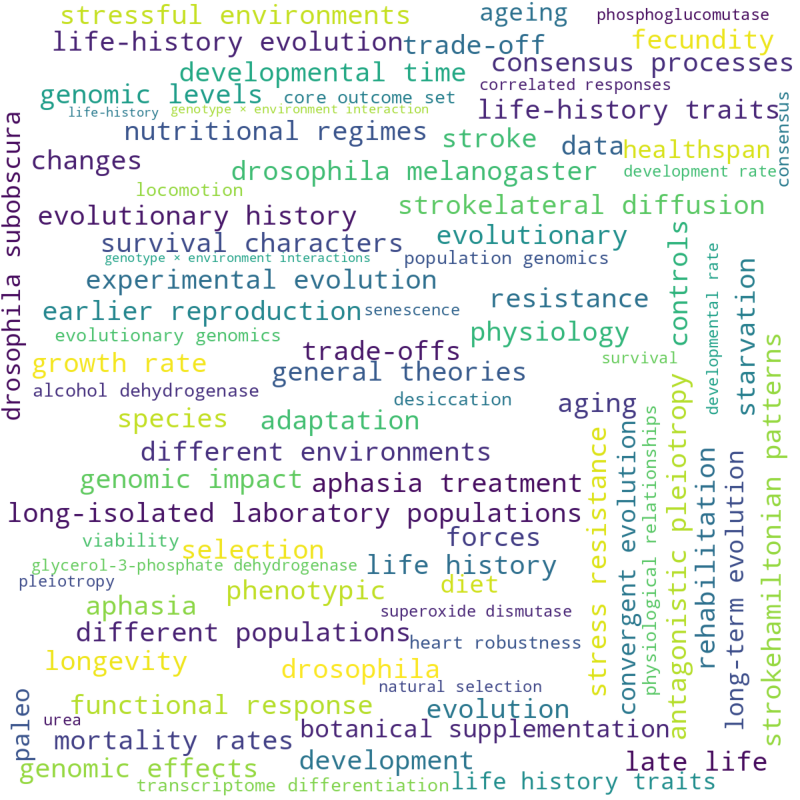 stressful environments
ageing
phosphoglucomutase
life-history evolution
trade-off
fecundity
consensus processes
developmental time
correlated responses
genomic levels
core outcome set
life-history
genotype × environment interaction
life-history traits
consensus
nutritional regimes
stroke
data
healthspan
changes
drosophila melanogaster
development rate
locomotion
drosophila subobscura
evolutionary history
strokelateral diffusion
survival characters
evolutionary
controls
genotype × environment interactions
population genomics
developmental rate
experimental evolution
resistance
starvation
earlier reproduction
senescence
evolutionary genomics
physiology
trade-offs
survival
growth rate
general theories
alcohol dehydrogenase
desiccation
aging
species
adaptation
strokehamiltonian patterns
different environments
stress resistance
convergent evolution
physiological relationships
antagonistic pleiotropy
rehabilitation
long-term evolution
genomic impact
aphasia treatment
long-isolated laboratory populations
forces
viability
selection
glycerol-3-phosphate dehydrogenase
life history
pleiotropy
phenotypic
diet
aphasia
superoxide dismutase
different populations
heart robustness
longevity
drosophila
natural selection
paleo
functional response
evolution
urea
botanical supplementation
mortality rates
development
late life
genomic effects
transcriptome differentiation
life history traits